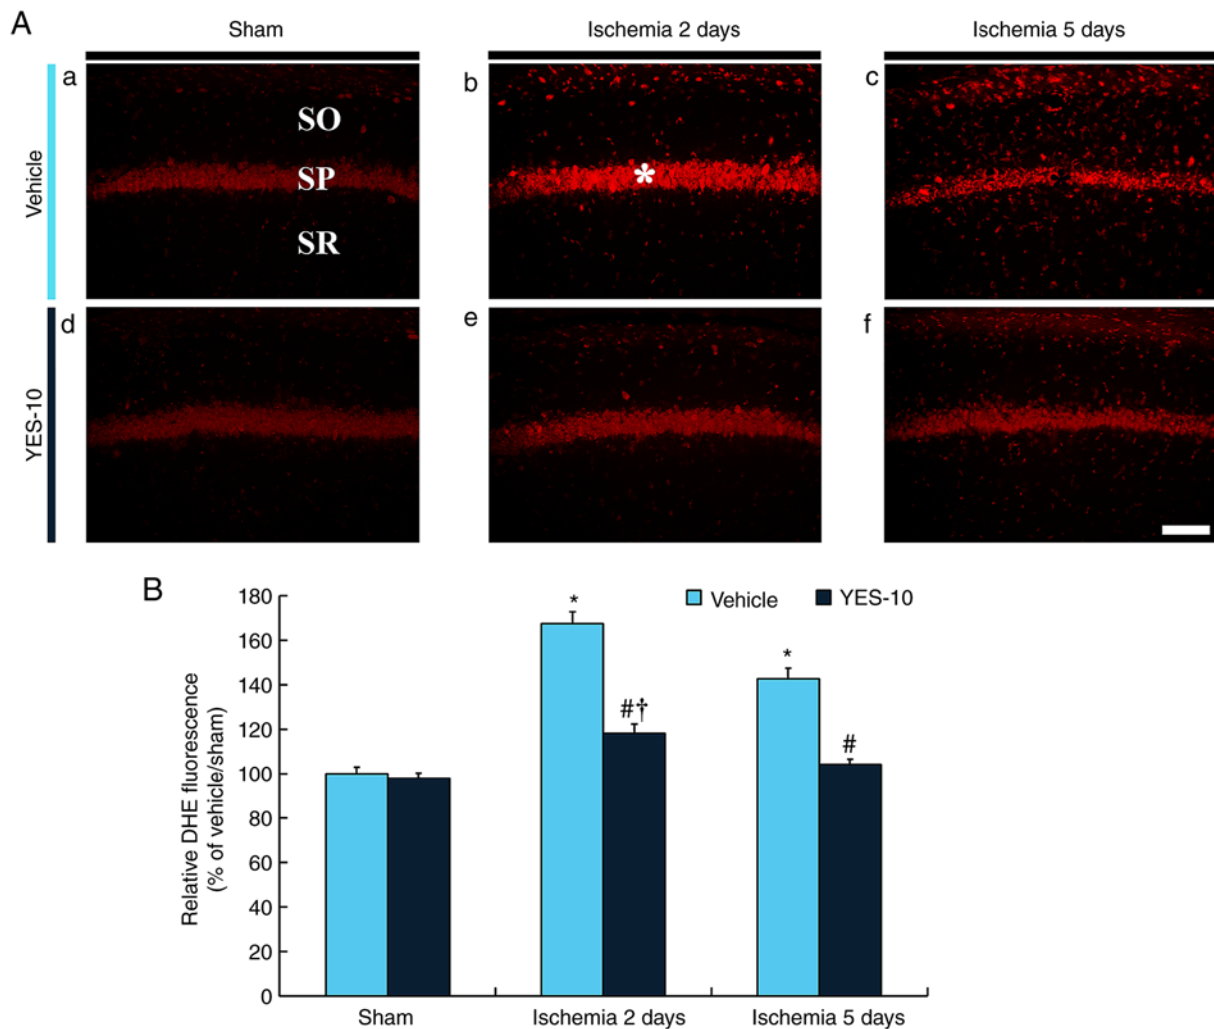 A
Sham
Ischemia 2 days
Ischemia 5 days
Vehicle
a
SO
SP
SR
b
*
c
YES-10
d
e
f
B
Vehicle
YES-10
Relative DHE fluorescence
(% of vehicle/sham)
180
160
140
120
100
80
60
40
20
0
*
#†
*
#
Sham
Ischemia 2 days
Ischemia 5 days